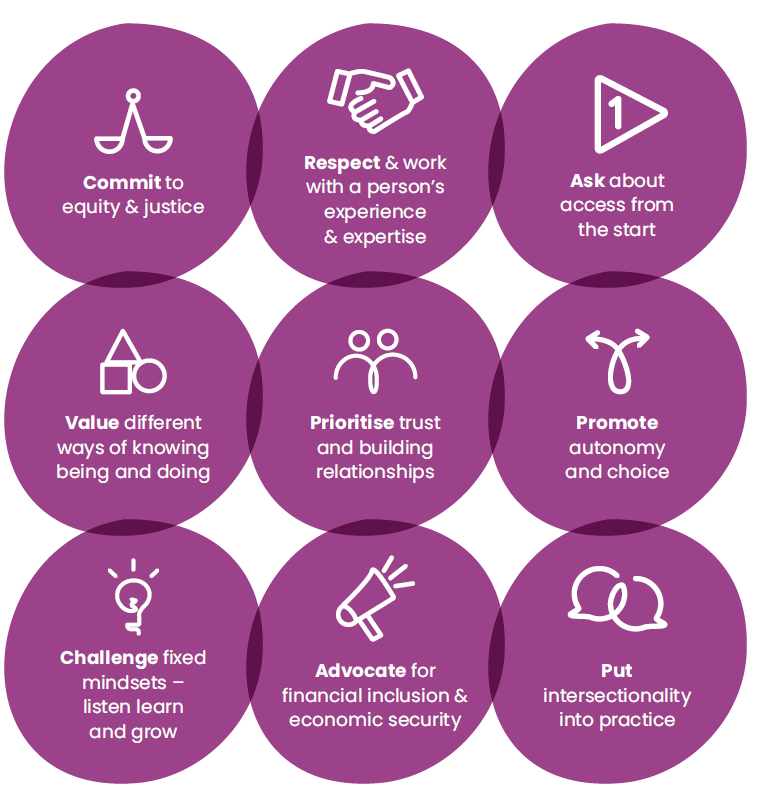 Commit to
equity & justice
Respect & work
with a person’s
experience
& expertise
1
Ask about
access from
the start
Value different
ways of knowing
being and doing
Prioritise trust
and building
relationships
Promote
autonomy
and choice
Challenge fixed
mindsets –
listen learn
and grow
Advocate for
financial inclusion &
economic security
Put
intersectionality
into practice